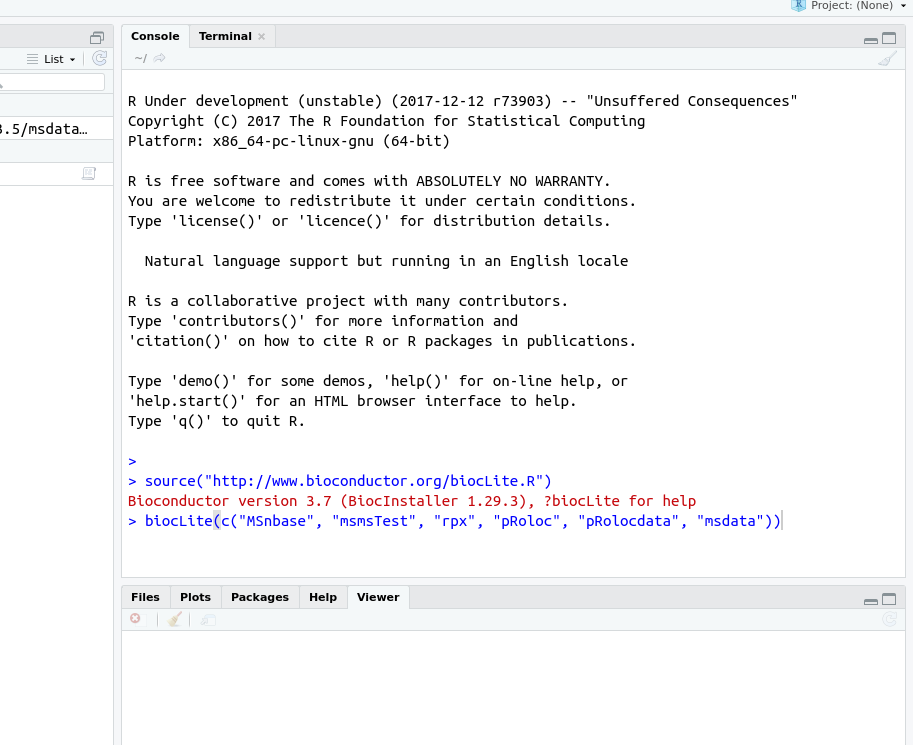 Project: (None)
List
3.5/msdata…
Console Terminal
~/
R Under development (unstable) (2017-12-12 r73903) -- "Unsuffered Consequences"
Copyright (C) 2017 The R Foundation for Statistical Computing
Platform: x86_64-pc-linux-gnu (64-bit)
R is free software and comes with ABSOLUTELY NO WARRANTY.
You are welcome to redistribute it under certain conditions.
Type 'license()' or 'licence()' for distribution details.
Natural language support but running in an English locale
R is a collaborative project with many contributors.
Type 'contributors()' for more information and
'citation()' on how to cite R or R packages in publications.
Type 'demo()' for some demos, 'help()' for on-line help, or
'help.start()' for an HTML browser interface to help.
Type 'q()' to quit R.
>
> source("http://www.bioconductor.org/biocLite.R")
Bioconductor version 3.7 (BiocInstaller 1.29.3), ?biocLite for help
> biocLite(c("MSnbase", "msmsTest", "rpx", "pRoloc", "pRolocdata", "msdata"))
Files Plots Packages Help Viewer